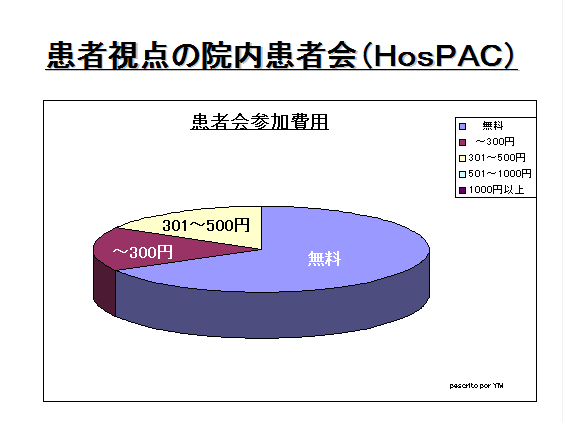 患者視点の院内患者会（HosPAC）
患者会参加費用
無料
～300円
301～500円
501～1000円
1000円以上
301～500円
～300円
無料
pescrito por YM